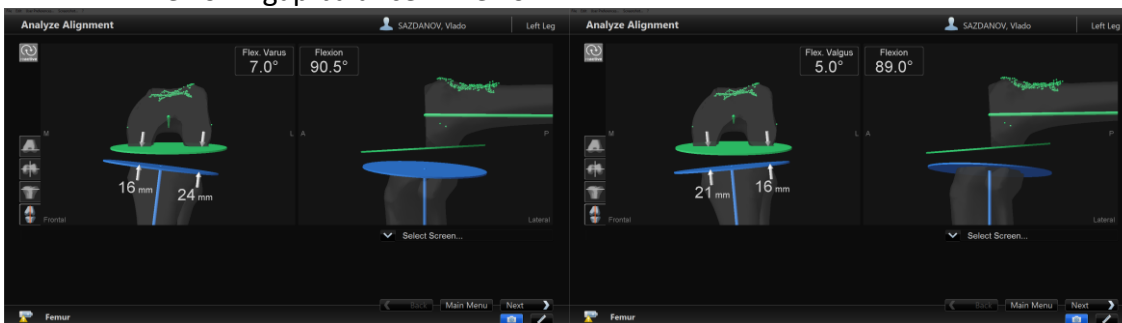 Analyze Alignment
SAZDANOV, Vlado
Left Leg
Flex. Varus
7.0°
Flexion
90.5°
M
L
A
P
16 mm
24 mm
Frontal
Lateral
Select Screen...
Back
Main Menu
Next
Femur
Analyze Alignment
SAZDANOV, Vlado
Left Leg
Flex. Valgus
5.0°
Flexion
89.0°
M
L
A
P
21 mm
16 mm
Frontal
Lateral
Select Screen...
Back
Main Menu
Next
Femur